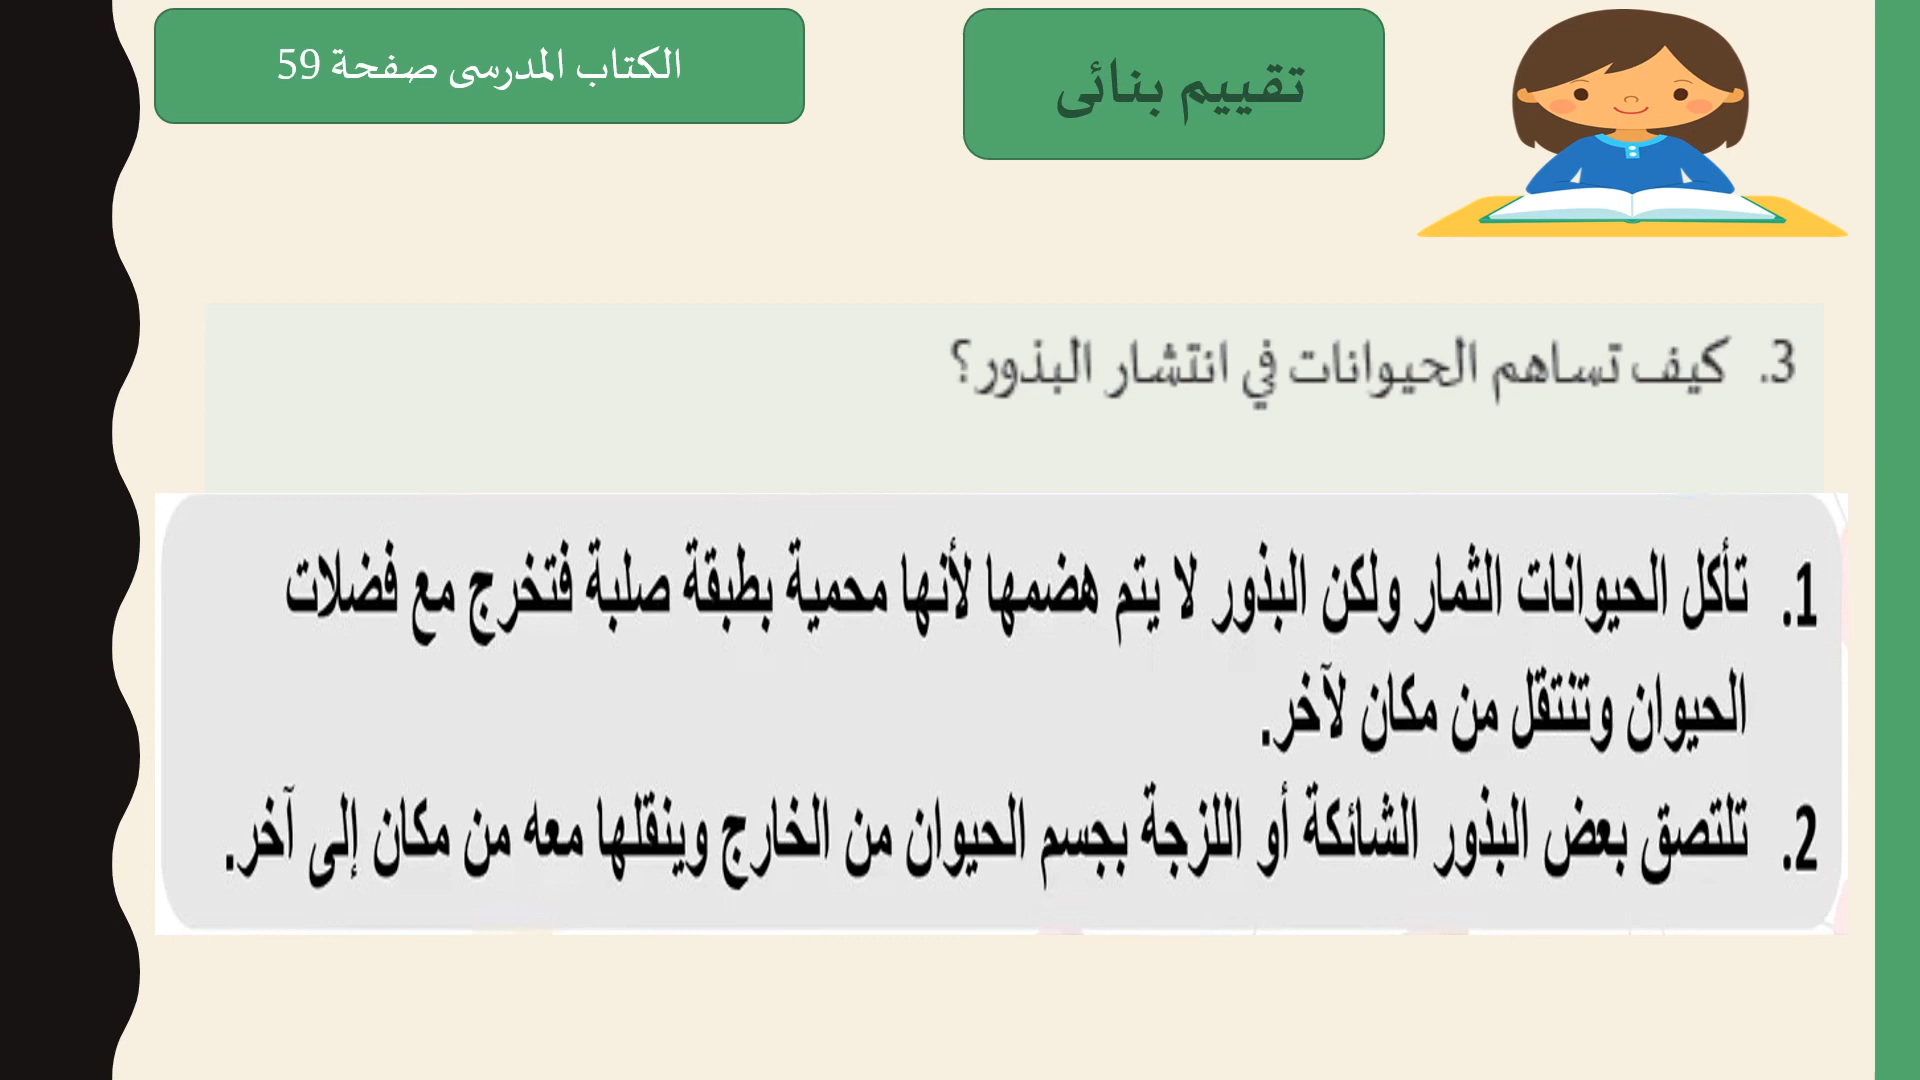 تقييم بنائى
الكتاب المدرسى صفحة 59
3. كيف تساهم الحيوانات في انتشار البذور؟
1. تأكل الحيوانات الثمار ولكن البذور لا يتم هضمها لأنها محمية بطبقة صلبة فتخرج مع فضلات
الحيوان وتنتقل من مكان لآخر.
2. تلتصق بعض البذور الشائكة أو اللزجة بجسم الحيوان من الخارج وينقلها معه من مكان إلى آخر.